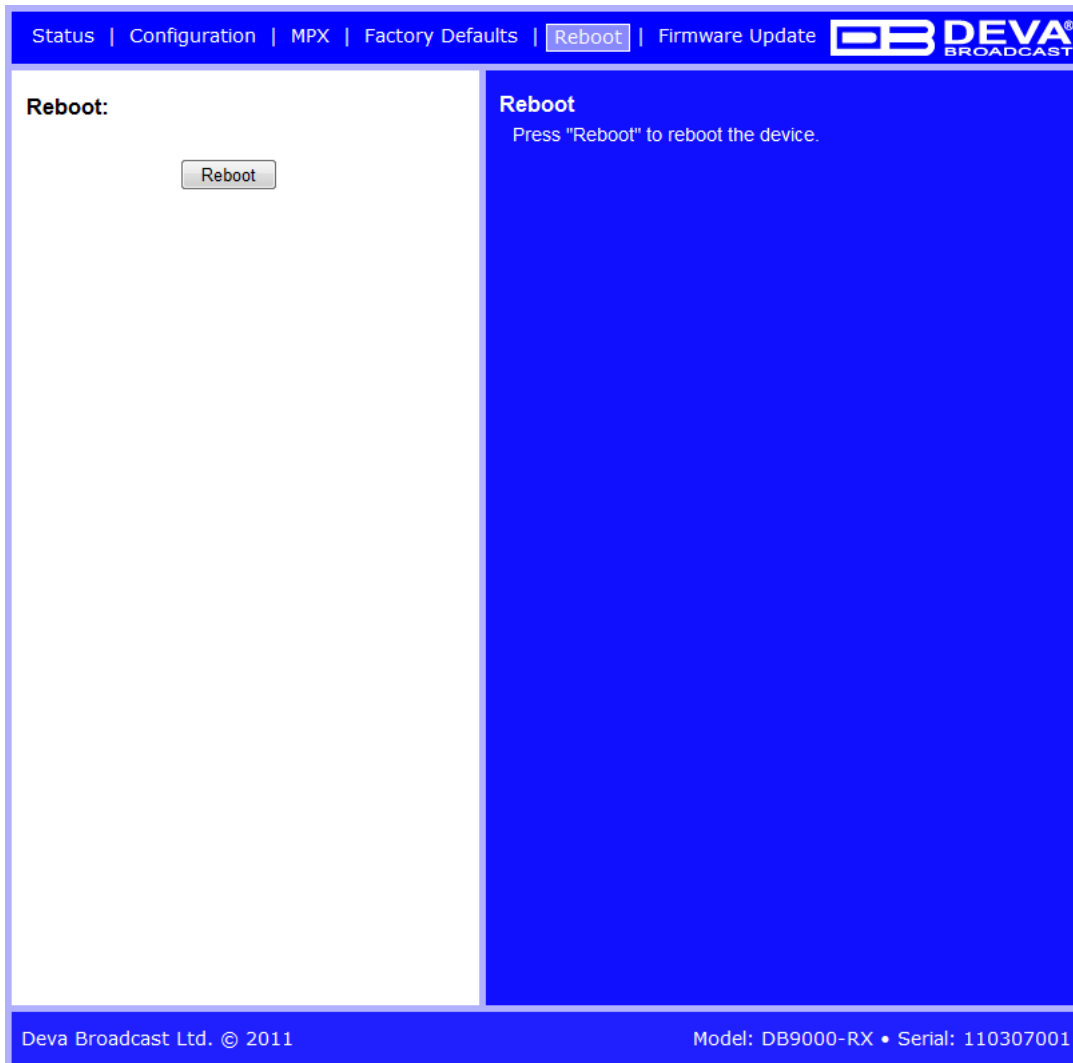 Status | Configuration | MPX | Factory Defaults | Reboot | Firmware Update DB DEVA®
BROADCAST
Reboot:
Reboot
Reboot
Press "Reboot" to reboot the device.
Deva Broadcast Ltd. © 2011
Model: DB9000-RX • Serial: 110307001